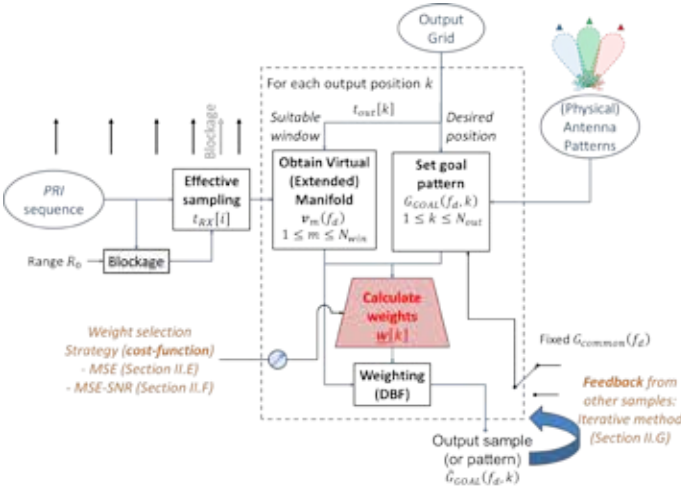 Output
Grid
For each output position k
t_out[k]
Suitable
window
Desired
position
(Physical)
Antenna
Patterns
Blockage
PRI
sequence
Effective
sampling
t_RX[i]
Obtain Virtual
(Extended)
Manifold
v_m(f_d)
1 ≤ m ≤ N_win
Set goal
pattern
G_GOAL(f_d, k)
1 ≤ k ≤ N_out
Range R_0
Blockage
Calculate
weights
w[k]
Weight selection
Strategy (cost-function)
- MSE (Section II.E)
- MSE-SNR (Section II.F)
Weighting
(DBF)
Fixed G_common(f_d)
Feedback from
other samples:
Iterative method
(Section II.G)
Output sample
(or pattern)
Ĝ_GOAL(f_d, k)